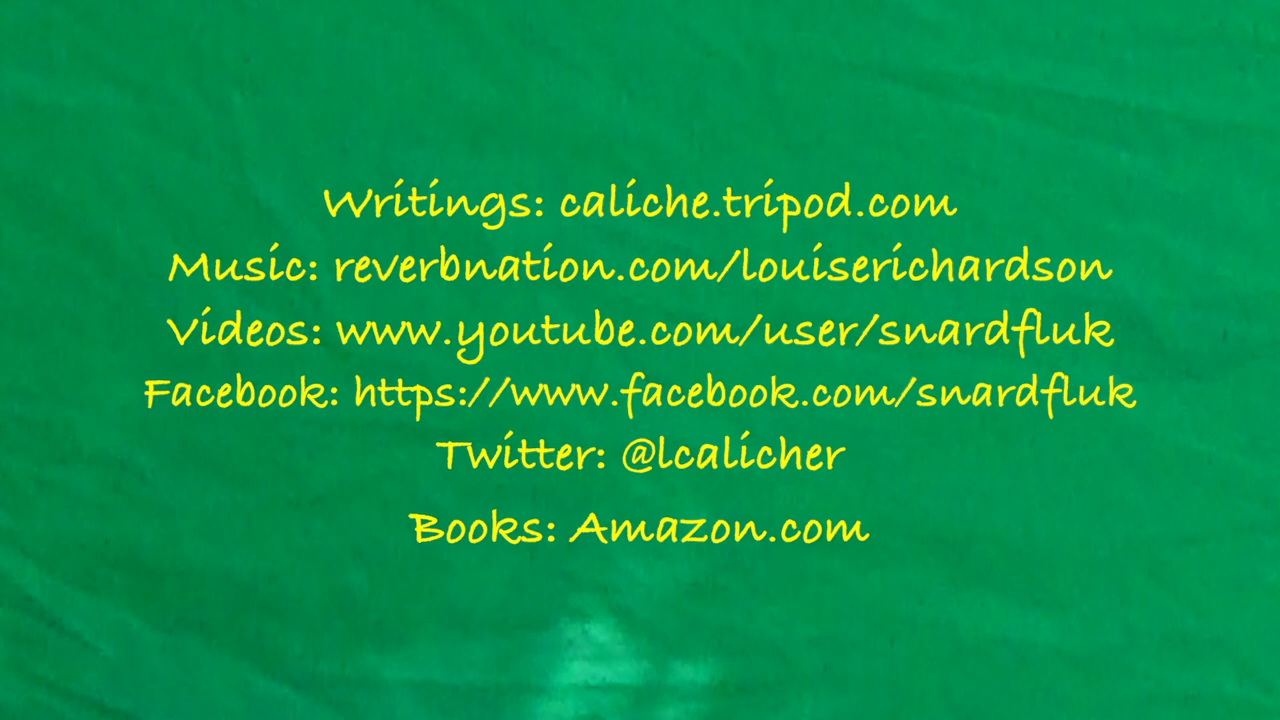 Writings: caliche.tripod.com
Music: reverbnation.com/louiserichardson
Videos: www.youtube.com/user/snardfluk
Facebook: https://www.facebook.com/snardfluk
Twitter: @lcalicher
Books: Amazon.com